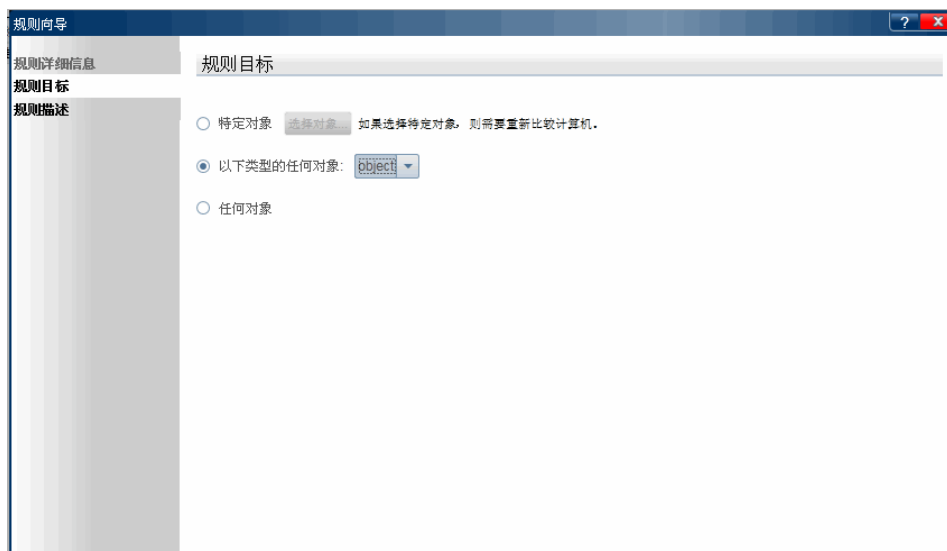 规则向导
规则详细信息
规则目标
规则描述
规则目标
特定对象 选择对象... 如果选择特定对象，则需要重新比较计算机。
以下类型的任何对象: object
任何对象